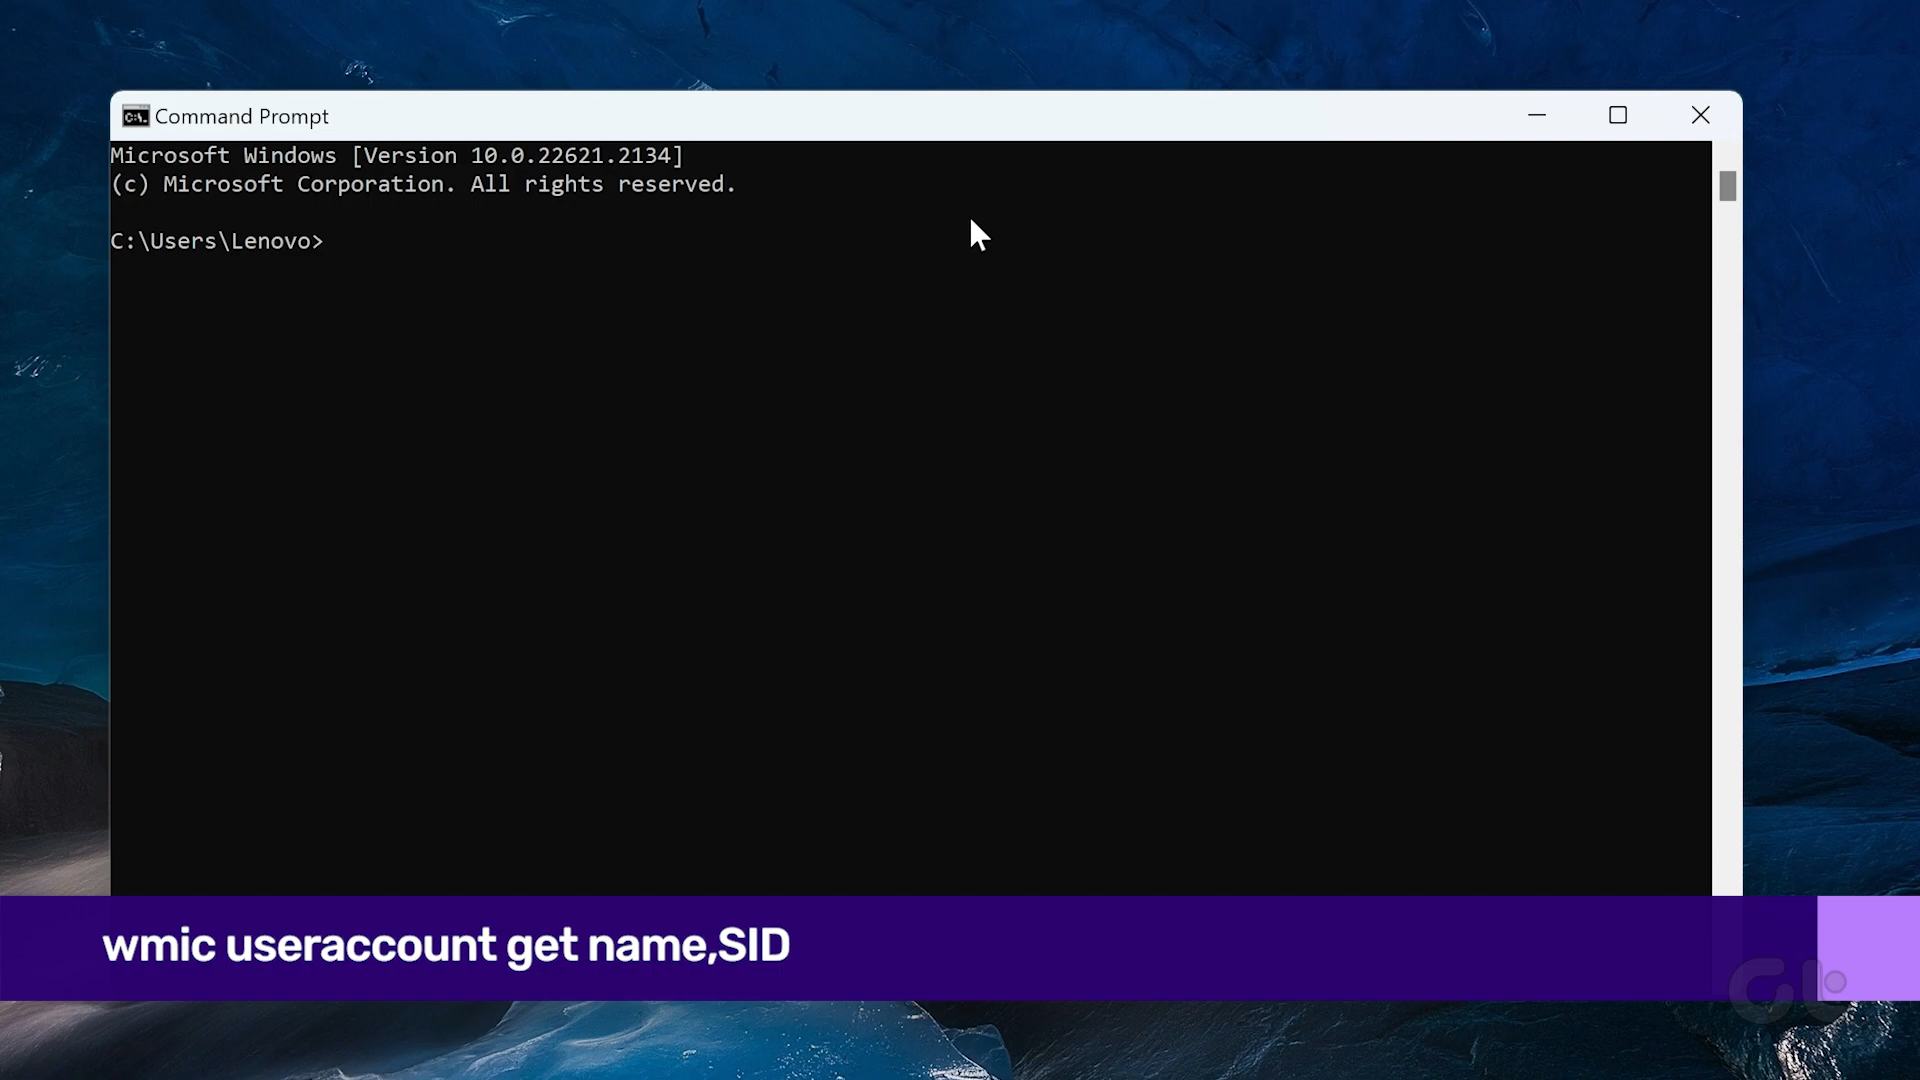 Command Prompt
Microsoft Windows [Version 10.0.22621.2134]
(c) Microsoft Corporation. All rights reserved.
C:\Users\Lenovo>
wmic useraccount get name,SID